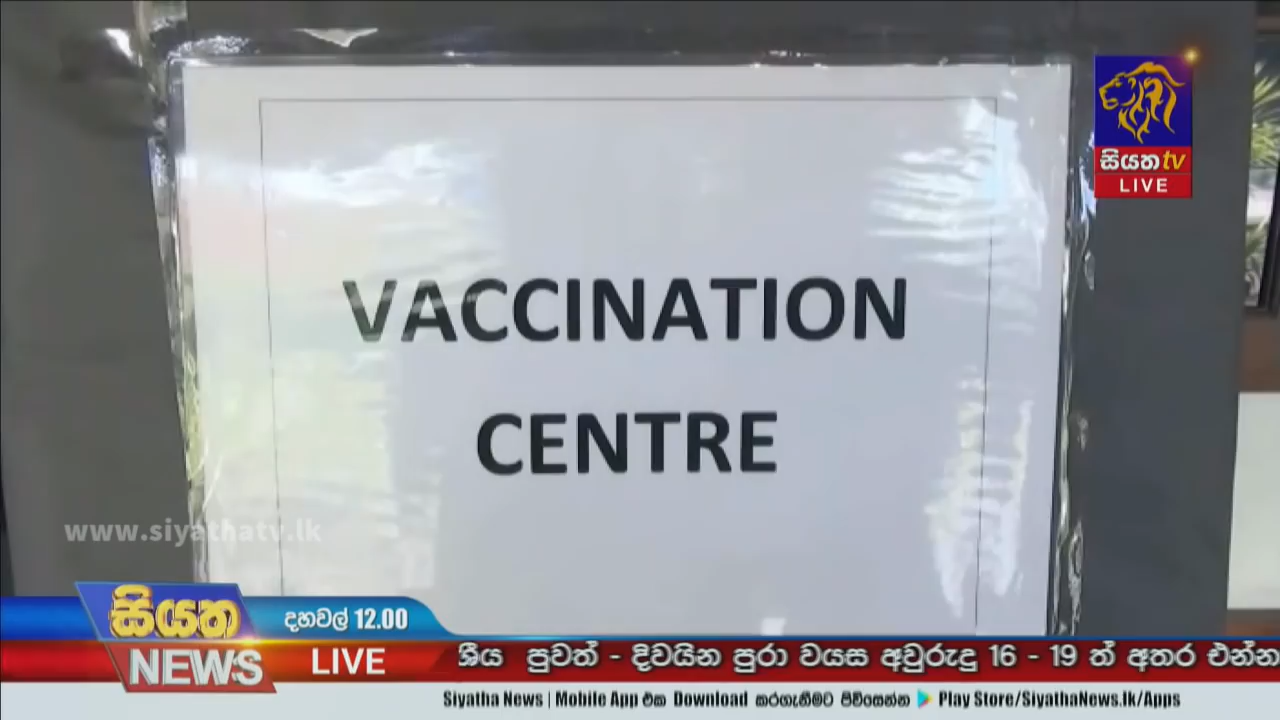 VACCINATION
CENTRE
සියත tv
LIVE
www.siyathatv.lk
සියත
NEWS
දහවල් 12.00
LIVE
ශීය පුවත් - දිවයින පුරා වයස අවුරුදු 16 - 19 ත් අතර එන්න
Siyatha News | Mobile App එක Download කරගැනීමට පිවිසෙන්න Play Store/SiyathaNews.lk/Apps